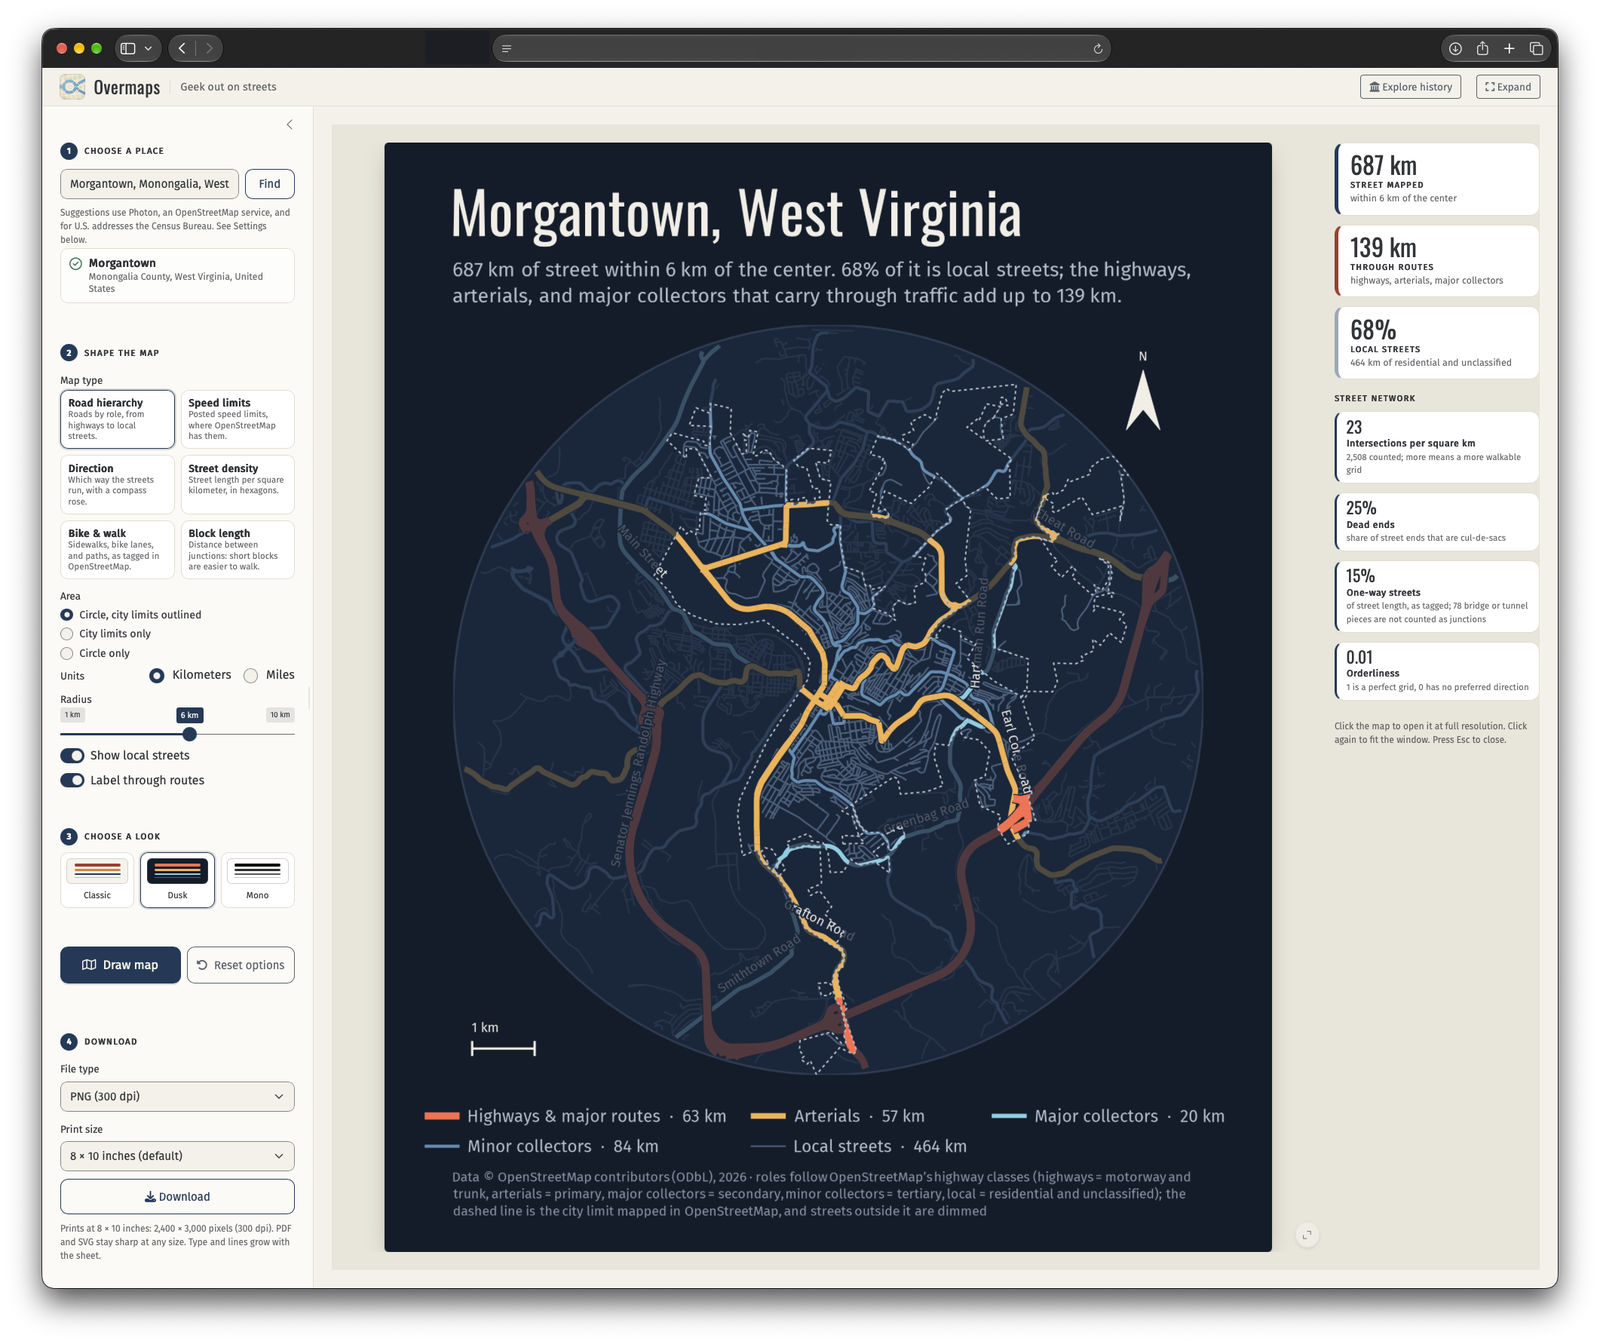 Overmaps
Geek out on streets
Explore history
Expand
1 CHOOSE A PLACE
Morgantown, Monongalia, West
Find
Suggestions use Photon, an OpenStreetMap service, and
for U.S. addresses the Census Bureau. See Settings
below.
Morgantown
Monongalia County, West Virginia, United
States
2 SHAPE THE MAP
Map type
Road hierarchy
Roads by role, from
highways to local
streets.
Speed limits
Posted speed limits,
where OpenStreetMap
has them.
Direction
Which way the streets
run, with a compass
rose.
Street density
Street length per square
kilometer, in hexagons.
Bike & walk
Sidewalks, bike lanes,
and paths, as tagged in
OpenStreetMap.
Block length
Distance between
junctions: short blocks
are easier to walk.
Area
Circle, city limits outlined
City limits only
Circle only
Units
Kilometers
Miles
Radius
1 km
6 km
10 km
Show local streets
Label through routes
3 CHOOSE A LOOK
Classic
Dusk
Mono
Draw map
Reset options
4 DOWNLOAD
File type
PNG (300 dpi)
Print size
8 × 10 inches (default)
Download
Prints at 8 × 10 inches: 2,400 × 3,000 pixels (300 dpi). PDF
and SVG stay sharp at any size. Type and lines grow with
the sheet.
Morgantown, West Virginia
687 km of street within 6 km of the center. 68% of it is local streets; the highways,
arterials, and major collectors that carry through traffic add up to 139 km.
N
Main Street
Cheat Road
Hartman Run Road
Senator Jennings Randolph Highway
Earl Core Road
Greenbag Road
Grafton Road
Smithtown Road
1 km
Highways & major routes · 63 km
Arterials · 57 km
Major collectors · 20 km
Minor collectors · 84 km
Local streets · 464 km
Data © OpenStreetMap contributors (ODbL), 2026 · roles follow OpenStreetMap's highway classes (highways = motorway and
trunk, arterials = primary, major collectors = secondary, minor collectors = tertiary, local = residential and unclassified); the
dashed line is the city limit mapped in OpenStreetMap, and streets outside it are dimmed
687 km
STREET MAPPED
within 6 km of the center
139 km
THROUGH ROUTES
highways, arterials, major collectors
68%
LOCAL STREETS
464 km of residential and unclassified
STREET NETWORK
23
Intersections per square km
2,508 counted; more means a more walkable
grid
25%
Dead ends
share of street ends that are cul-de-sacs
15%
One-way streets
of street length, as tagged; 78 bridge or tunnel
pieces are not counted as junctions
0.01
Orderliness
1 is a perfect grid, 0 has no preferred direction
Click the map to open it at full resolution. Click
again to fit the window. Press Esc to close.